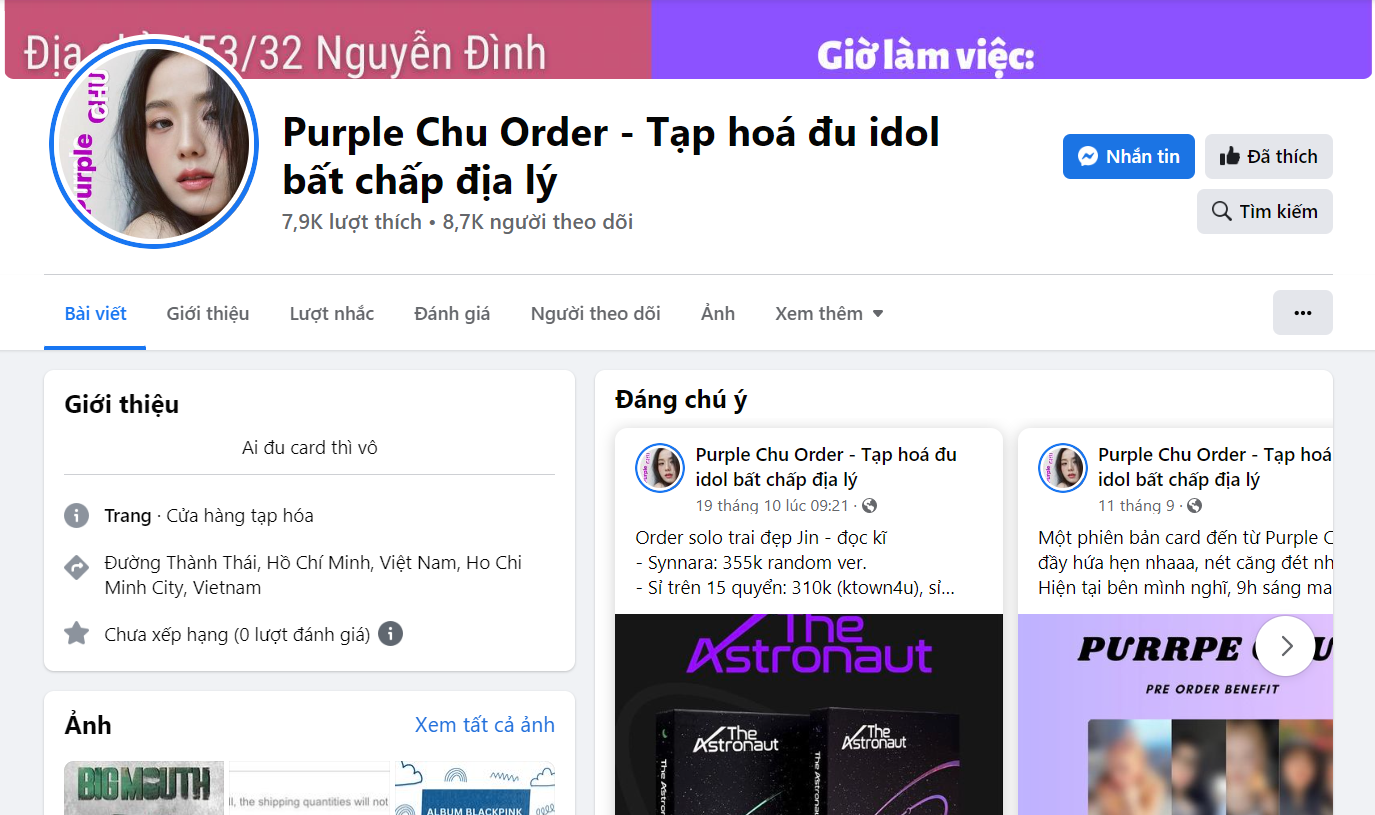 Địa 153/32 Nguyễn Đình
Giờ làm việc:
Purple CHU
Purple Chu Order - Tạp hoá đu idol
bất chấp địa lý
7,9K lượt thích • 8,7K người theo dõi
Nhắn tin
Đã thích
Tìm kiếm
Bài viết
Giới thiệu
Lượt nhắc
Đánh giá
Người theo dõi
Ảnh
Xem thêm
Giới thiệu
Ai đu card thì vô
Trang · Cửa hàng tạp hóa
Đường Thành Thái, Hồ Chí Minh, Việt Nam, Ho Chi
Minh City, Vietnam
Chưa xếp hạng (0 lượt đánh giá)
Ảnh
Xem tất cả ảnh
BIGMOUTH
ll, the shipping quantities will not
ALBUM BLACKPINK
Đáng chú ý
Purple Chu Order - Tạp hoá đu
idol bất chấp địa lý
19 tháng 10 lúc 09:21 ·
Order solo trai đẹp Jin - đọc kĩ
- Synnara: 355k random ver.
- Sỉ trên 15 quyển: 310k (ktown4u), sỉ...
The
Astronaut
The
Astronaut
The Astronaut
The
Astronaut
The Astronaut
Purple Chu Order - Tạp hoá
idol bất chấp địa lý
11 tháng 9 ·
Một phiên bản card đến từ Purple C
đầy hứa hẹn nhaaa, nét căng đét nh
Hiện tại bên mình nghĩ, 9h sáng ma
PURRPE
PRE ORDER BENEFIT